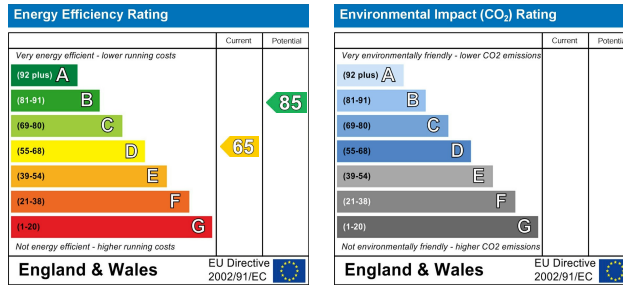 Energy Efficiency Rating
Current Potential
Very energy efficient - lower running costs
(92 plus) A
(81-91) B
85
(69-80) C
(55-68) D
65
(39-54) E
(21-38) F
(1-20) G
Not energy efficient - higher running costs
England & Wales
EU Directive
2002/91/EC
Environmental Impact (CO₂) Rating
Current Potenti
Very environmentally friendly - lower CO2 emissions
(92 plus) A
(81-91) B
(69-80) C
(55-68) D
(39-54) E
(21-38) F
(1-20) G
Not environmentally friendly - higher CO2 emissions
England & Wales
EU Directive
2002/91/EC